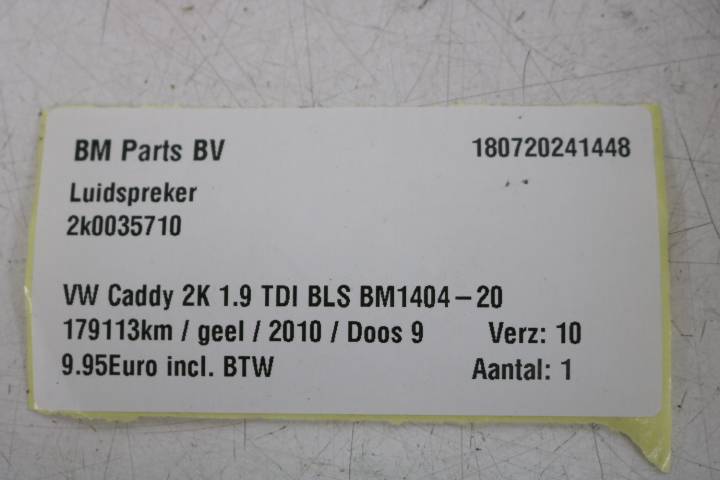 BM Parts BV 180720241448
Luidspreker
2k0035710
VW Caddy 2K 1.9 TDI BLS BM1404-20
179113km / geel / 2010 / Doos 9 Verz: 10
9.95Euro incl. BTW Aantal: 1